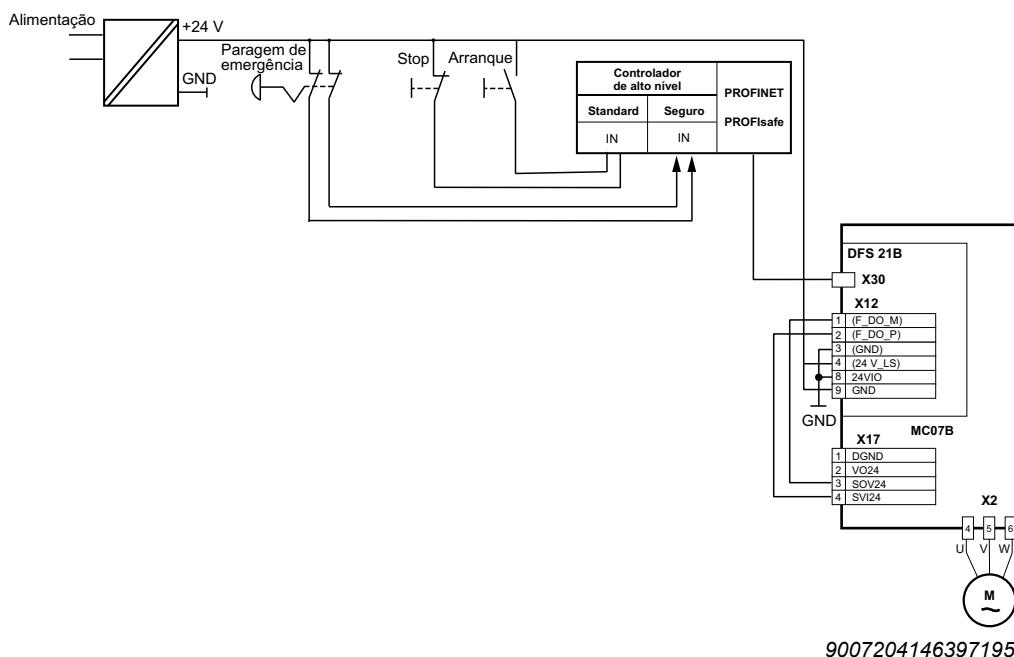 Alimentação
+24 V
GND
Paragem de
emergência
Stop
Arranque
Controlador
de alto nível
Standard
Seguro
IN
IN
PROFINET
PROFIsafe
DFS 21B
X30
X12
1 (F_DO_M)
2 (F_DO_P)
3 (GND)
4 (24 V_LS)
8 24VIO
9 GND
GND
MC07B
X17
1 DGND
2 VO24
3 SOV24
4 SVI24
X2
4 5 6
U V W
M
~
9007204146397195